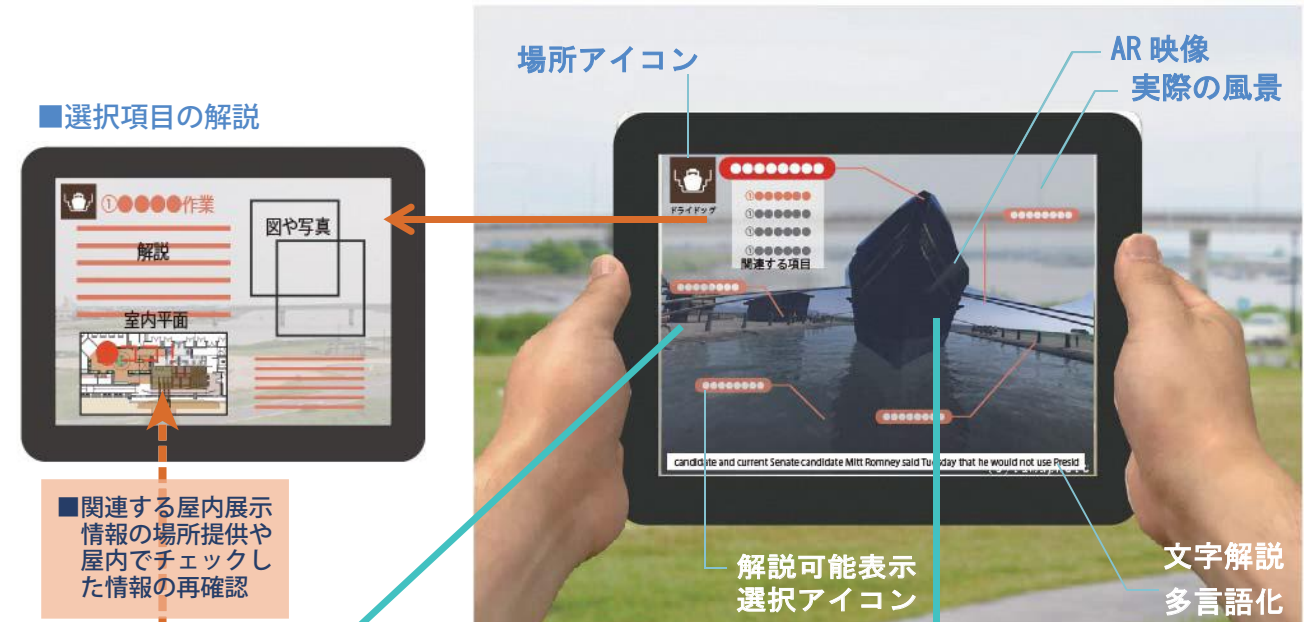 ■選択項目の解説
①●●●●作業
解説
図や写真
室内平面
■関連する屋内展示
情報の場所提供や
屋内でチェックし
た情報の再確認
場所アイコン
AR 映像
実際の風景
ドライドッグ
●●●●●●●●
①●●●●●●
①●●●●●●
①●●●●●●
①●●●●●●
関連する項目
●●●●●●●●
●●●●●●●●
●●●●●●●●
●●●●●●●●
candidate and current Senate candidate Mitt Romney said Tuesday that he would not use Presid
解説可能表示
選択アイコン
文字解説
多言語化